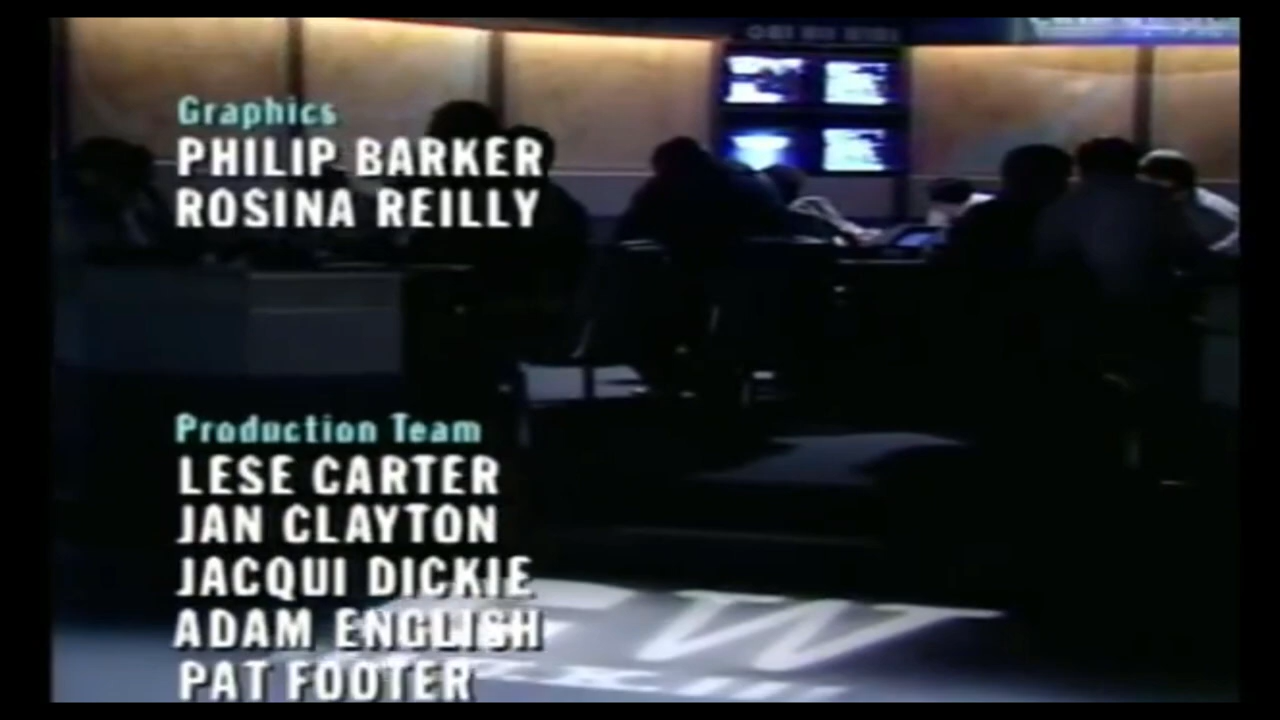 Graphics
PHILIP BARKER
ROSINA REILLY
Production Team
LESE CARTER
JAN CLAYTON
JACQUI DICKIE
ADAM ENGLISH
PAT FOOTER